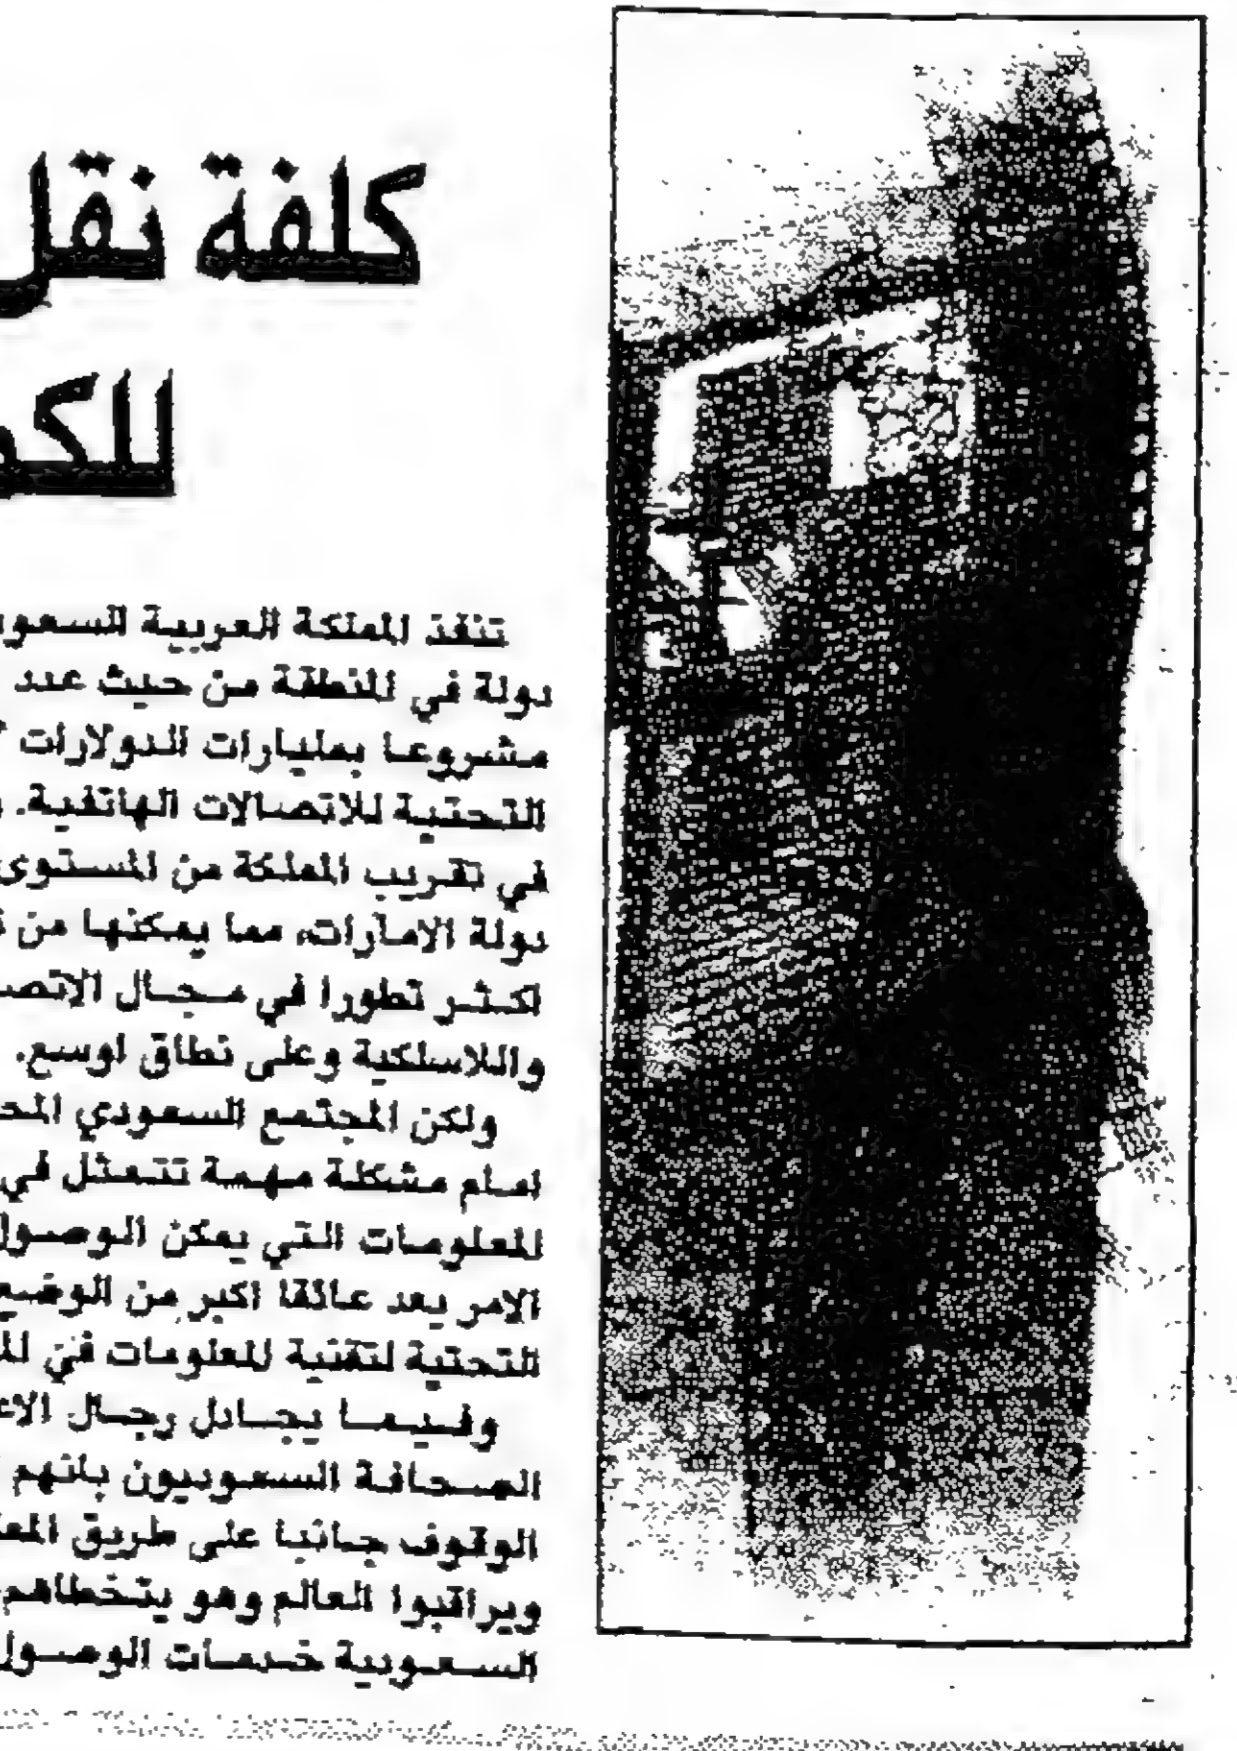 كلفة نقل
للكم
تنفذ المملكة العربية السعو
دولة في المنطقة من حيث عدد
مشروعا بمليارات الدولارات
التحتية للاتصالات الهاتفية.
في تقريب المملكة من المستوى
دولة الامارات، مما يمكنها من
اكثر تطورا في مجال الاتص
واللاسلكية وعلى نطاق اوسع.
ولكن المجتمع السعودي المح
امام مشكلة مهمة تتمثل في
المعلومات التي يمكن الوصول
الامر يعد عائقا اكبر من الوضع
التحتية لتقنية المعلومات في لل
وفيما يجادل رجال الاع
الصحافة السعوديون بانهم
الوقوف جانبا على طريق المع
ويراقبوا العالم وهو يتخطاهم
السعودية خدمات الوصول